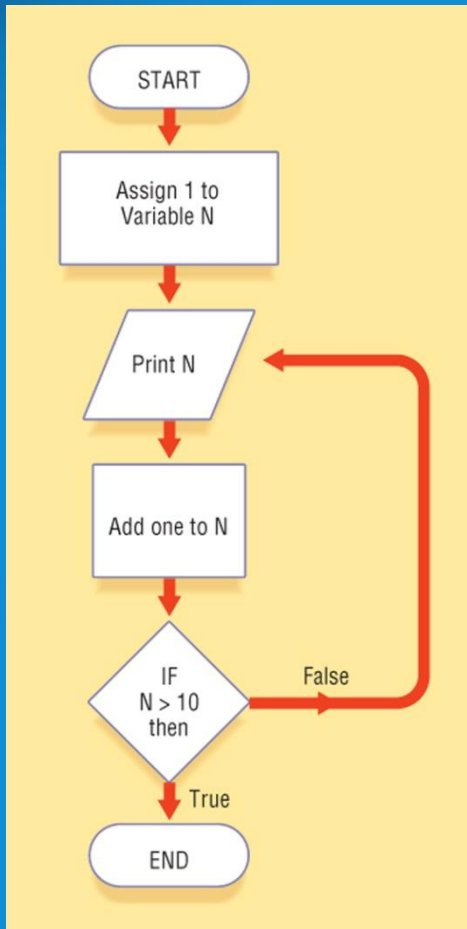 START
Assign 1 to
Variable N
Print N
Add one to N
IF
N > 10
then
False
True
END